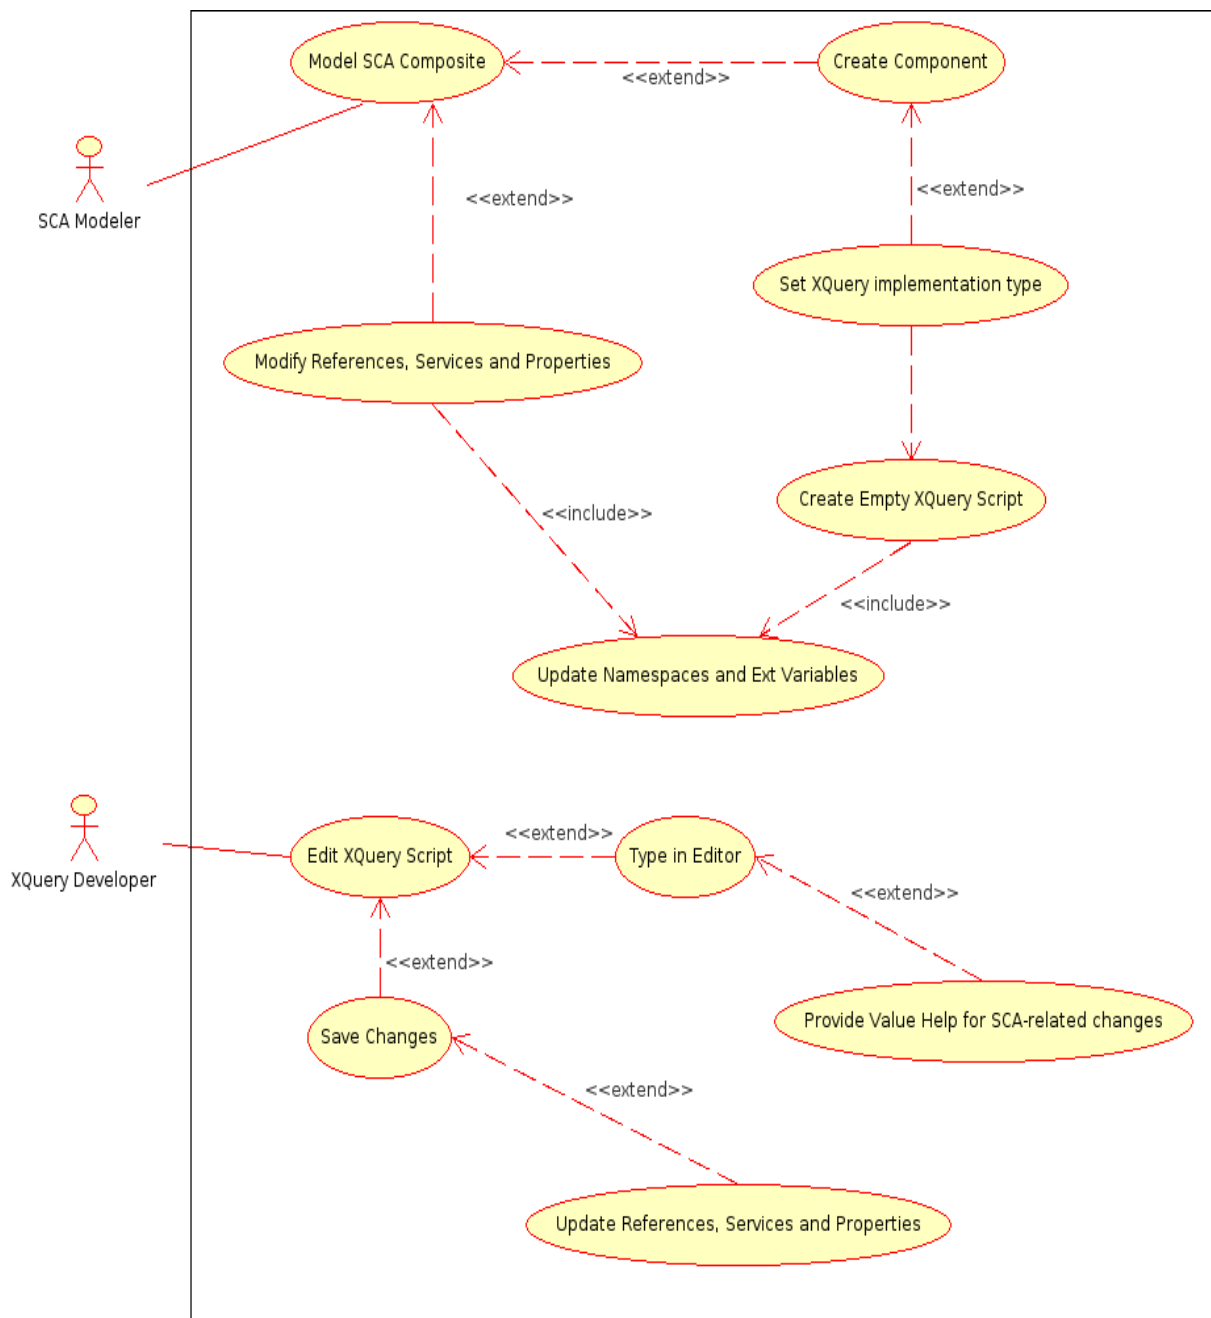 Model SCA Composite
Create Component
<<extend>>
<<extend>>
<<extend>>
SCA Modeler
Set XQuery implementation type
Modify References, Services and Properties
Create Empty XQuery Script
<<include>>
<<include>>
Update Namespaces and Ext Variables
<<extend>>
Edit XQuery Script
Type in Editor
XQuery Developer
<<extend>>
<<extend>>
Provide Value Help for SCA-related changes
Save Changes
<<extend>>
Update References, Services and Properties